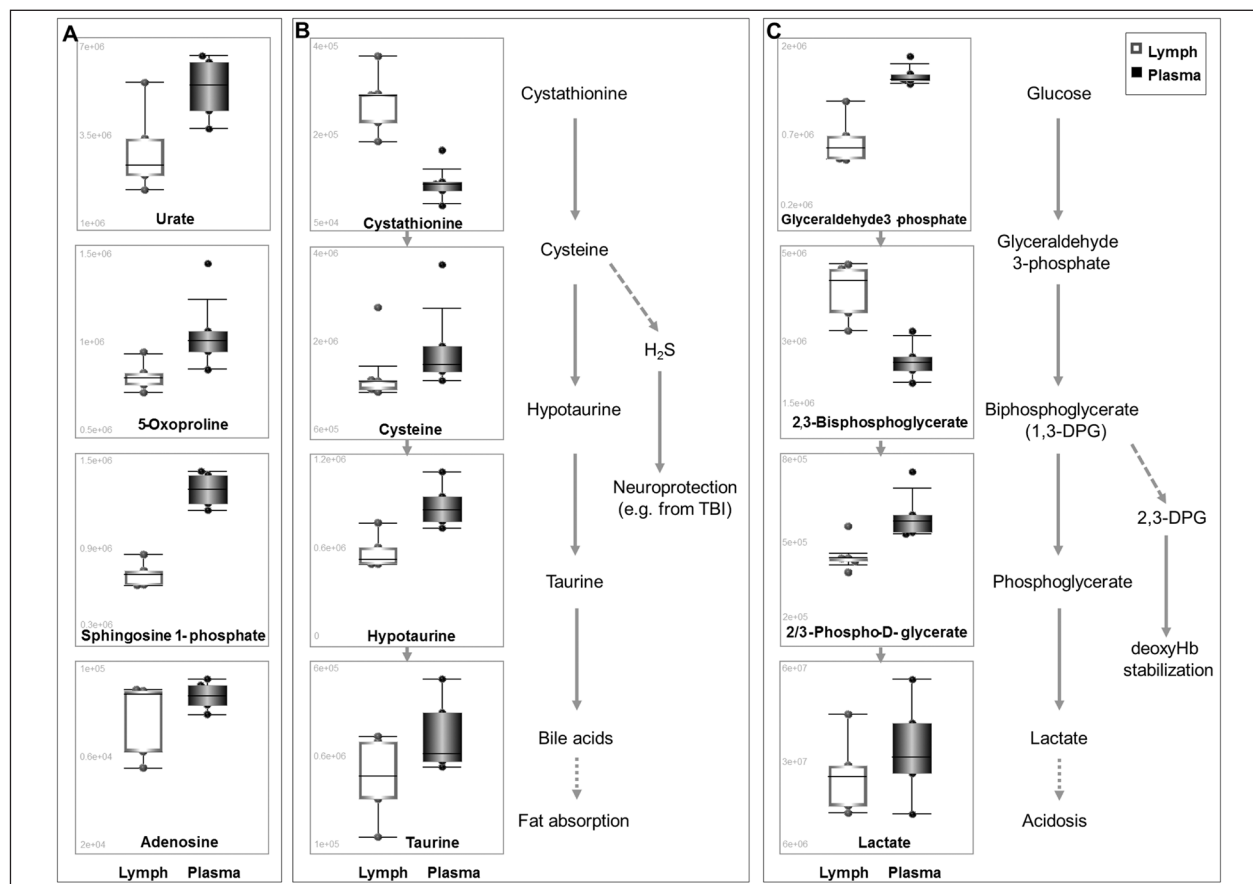 A
7e+06
3.5e+06
1e+06
Urate
1.5e+06
1e+06
0.5e+06
5-Oxoproline
1.5e+06
0.9e+06
0.3e+06
Sphingosine 1- phosphate
1e+05
0.6e+04
2e+04
Adenosine
Lymph Plasma
B
4e+05
2e+05
5e+04
Cystathionine
4e+06
2e+06
6e+05
Cysteine
1.2e+06
0.6e+06
0
Hypotaurine
6e+05
0.6e+06
1e+05
Taurine
Lymph Plasma
Cystathionine
Cysteine
H2S
Hypotaurine
Neuroprotection
(e.g. from TBI)
Taurine
Bile acids
Fat absorption
C
2e+06
0.7e+06
0.2e+06
Glyceraldehyde3 -phosphate
5e+06
3e+06
1.5e+06
2,3-Bisphosphoglycerate
8e+05
5e+05
2e+05
2/3-Phospho-D- glycerate
6e+07
3e+07
6e+06
Lactate
Lymph Plasma
Glucose
Glyceraldehyde
3-phosphate
Biphosphoglycerate
(1,3-DPG)
2,3-DPG
Phosphoglycerate
deoxyHb
stabilization
Lactate
Acidosis
Lymph
Plasma